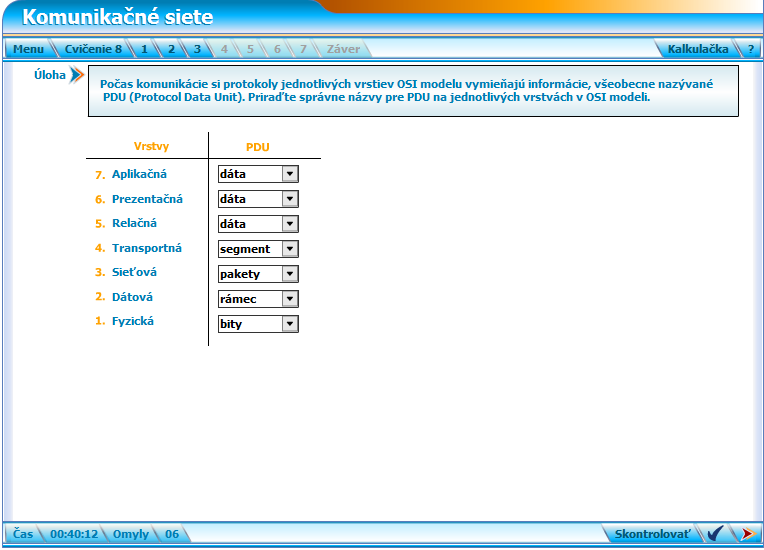 Komunikačné siete
Menu Cvičenie 8 1 2 3 4 5 6 7 Záver Kalkulačka ?
Úloha
Počas komunikácie si protokoly jednotlivých vrstiev OSI modelu vymieňajú informácie, všeobecne nazývané
PDU (Protocol Data Unit). Priraďte správne názvy pre PDU na jednotlivých vrstvách v OSI modeli.
Vrstvy PDU
7. Aplikačná dáta
6. Prezentačná dáta
5. Relačná dáta
4. Transportná segment
3. Sieťová pakety
2. Dátová rámec
1. Fyzická bity
Čas 00:40:12 Omyly 06 Skontrolovať